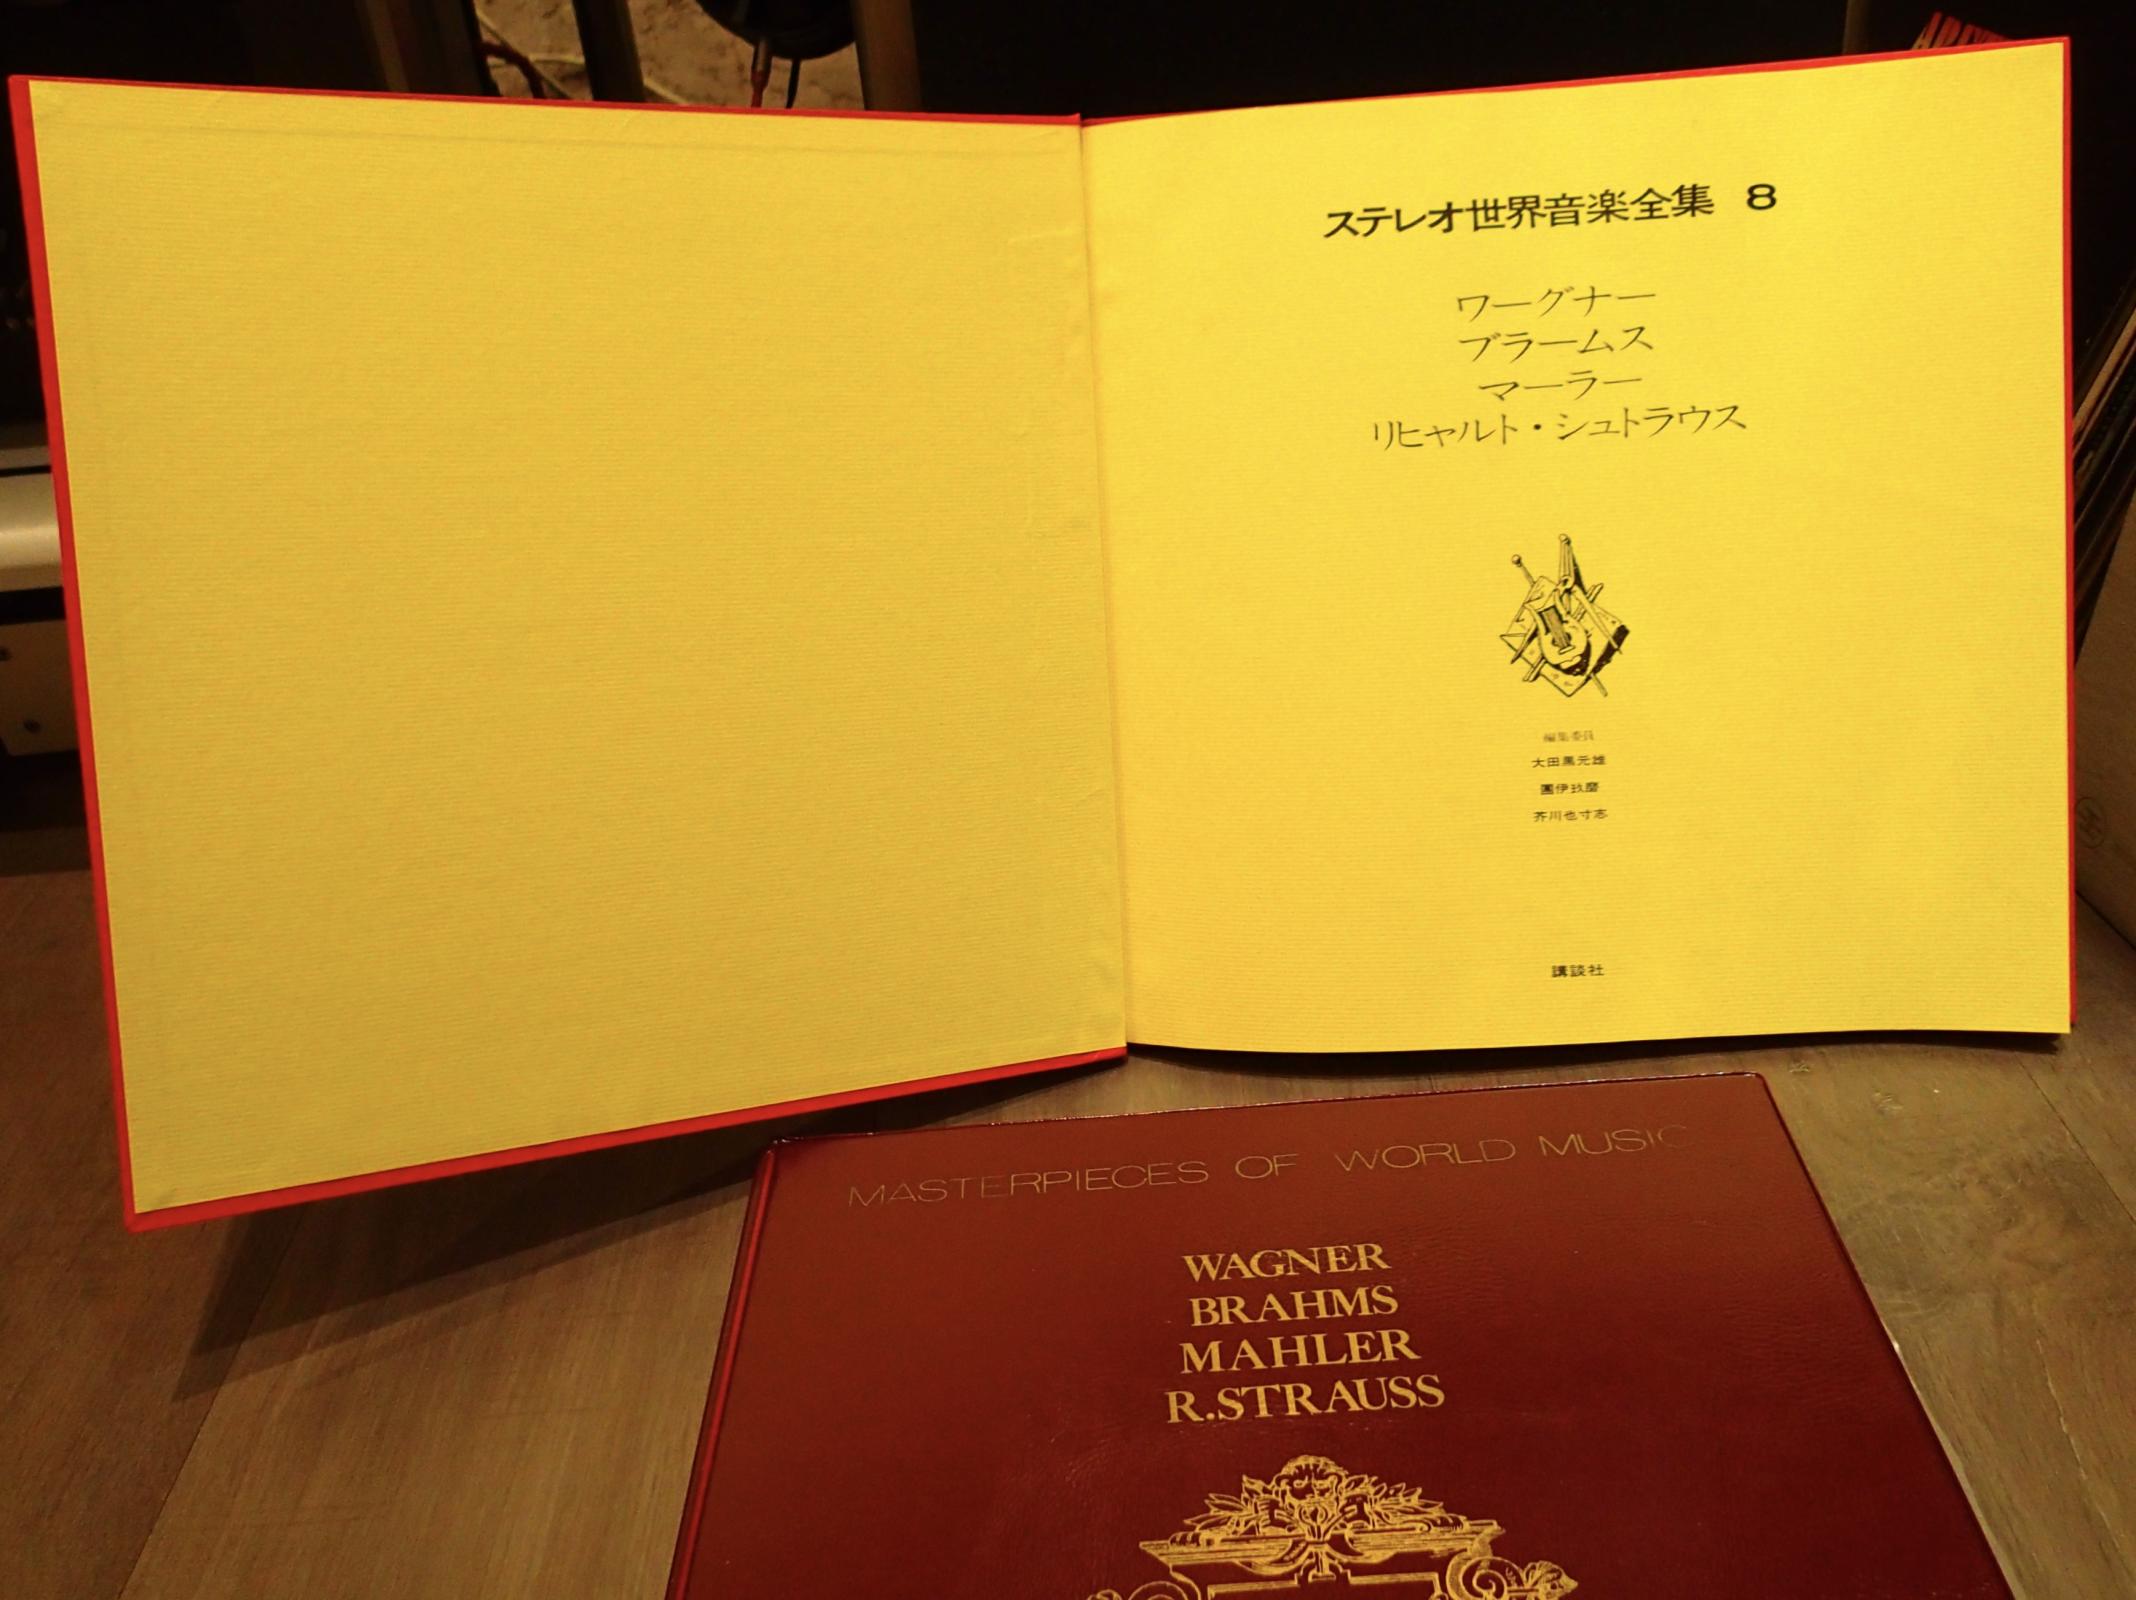 ステレオ世界音楽全集 8
ワーグナー
ブラームス
マーラー
リヒャルト・シュトラウス
編集委員
大田黒元雄
團伊玖磨
芥川也寸志
講談社
MASTERPIECES OF WORLD MUSIC
WAGNER
BRAHMS
MAHLER
R.STRAUSS